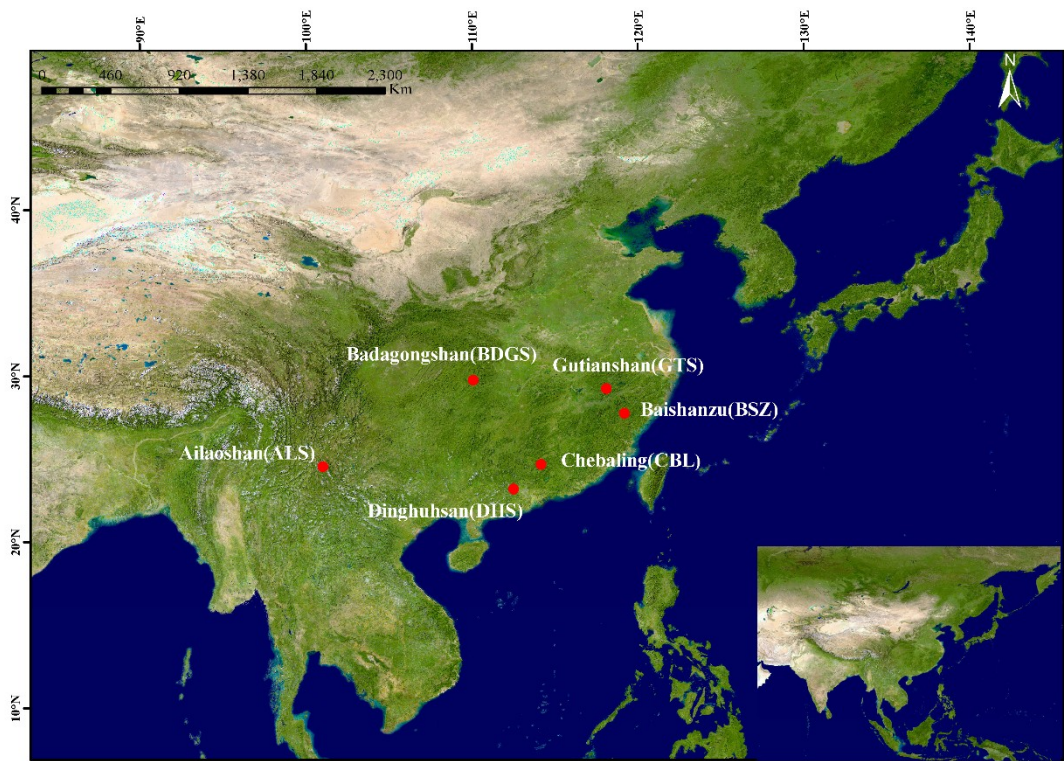 90°E 100°E 110°E 120°E 130°E 140°E
0 460 920 1,380 1,840 2,300
Km
N
40°N
30°N
20°N
10°N
Badagongshan(BDGS)
Gutianshan(GTS)
Baishanzu(BSZ)
Ailaoshan(ALS)
Chebaling(CBL)
Dinghuhsan(DHS)